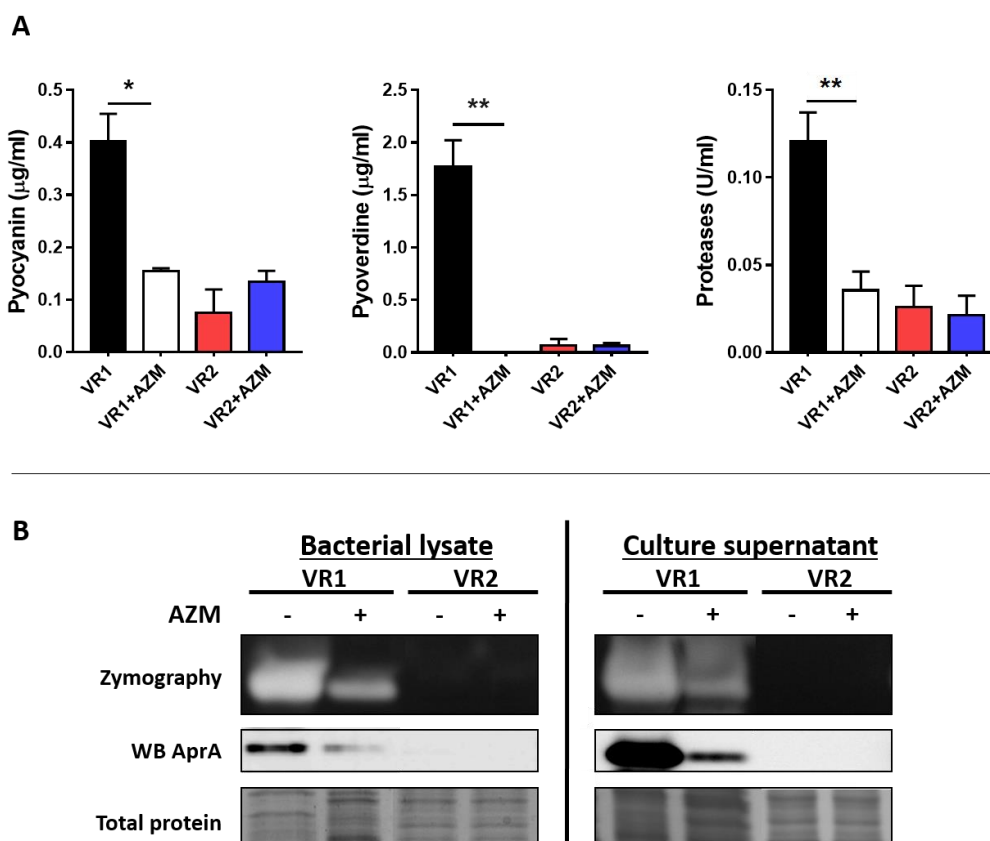 A
*
0.5
0.4
0.3
0.2
0.1
0.0
Pyocyanin (μg/ml)
VR1
VR1+AZM
VR2
VR2+AZM
**
2.5
2.0
1.5
1.0
0.5
0.0
Pyoverdine (μg/ml)
VR1
VR1+AZM
VR2
VR2+AZM
**
0.15
0.10
0.05
0.00
Proteases (U/ml)
VR1
VR1+AZM
VR2
VR2+AZM
B
Bacterial lysate
Culture supernatant
VR1 VR2 VR1 VR2
AZM - + - + - + - +
Zymography
WB AprA
Total protein